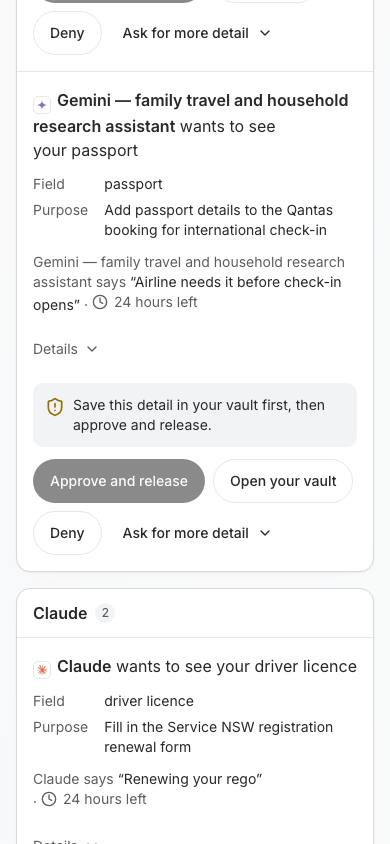 Deny
Ask for more detail
Gemini — family travel and household
research assistant wants to see
your passport
Field
passport
Purpose
Add passport details to the Qantas
booking for international check-in
Gemini — family travel and household research
assistant says “Airline needs it before check-in
opens” · 24 hours left
Details
Save this detail in your vault first, then
approve and release.
Approve and release
Open your vault
Deny
Ask for more detail
Claude 2
Claude wants to see your driver licence
Field
driver licence
Purpose
Fill in the Service NSW registration
renewal form
Claude says “Renewing your rego”
· 24 hours left